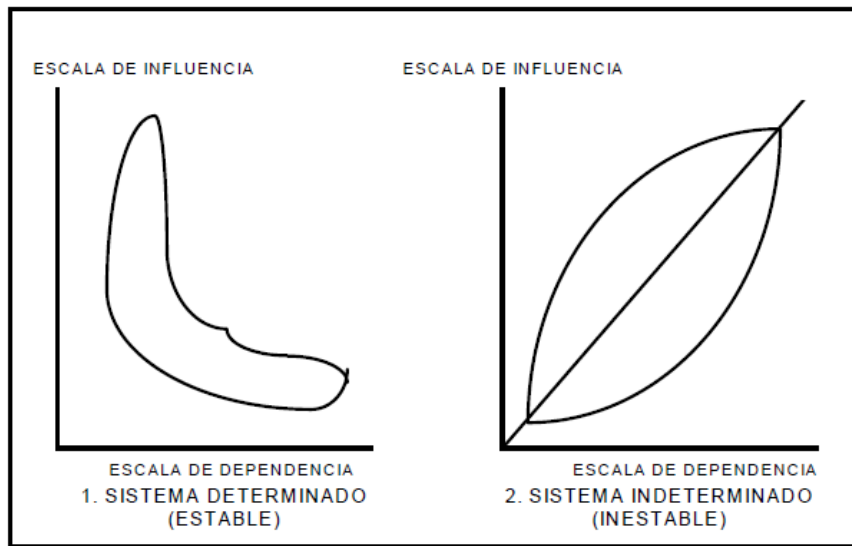 ESCALA DE INFLUENCIA
ESCALA DE DEPENDENCIA
1. SISTEMA DETERMINADO
(ESTABLE)
ESCALA DE INFLUENCIA
ESCALA DE DEPENDENCIA
2. SISTEMA INDETERMINADO
(INESTABLE)